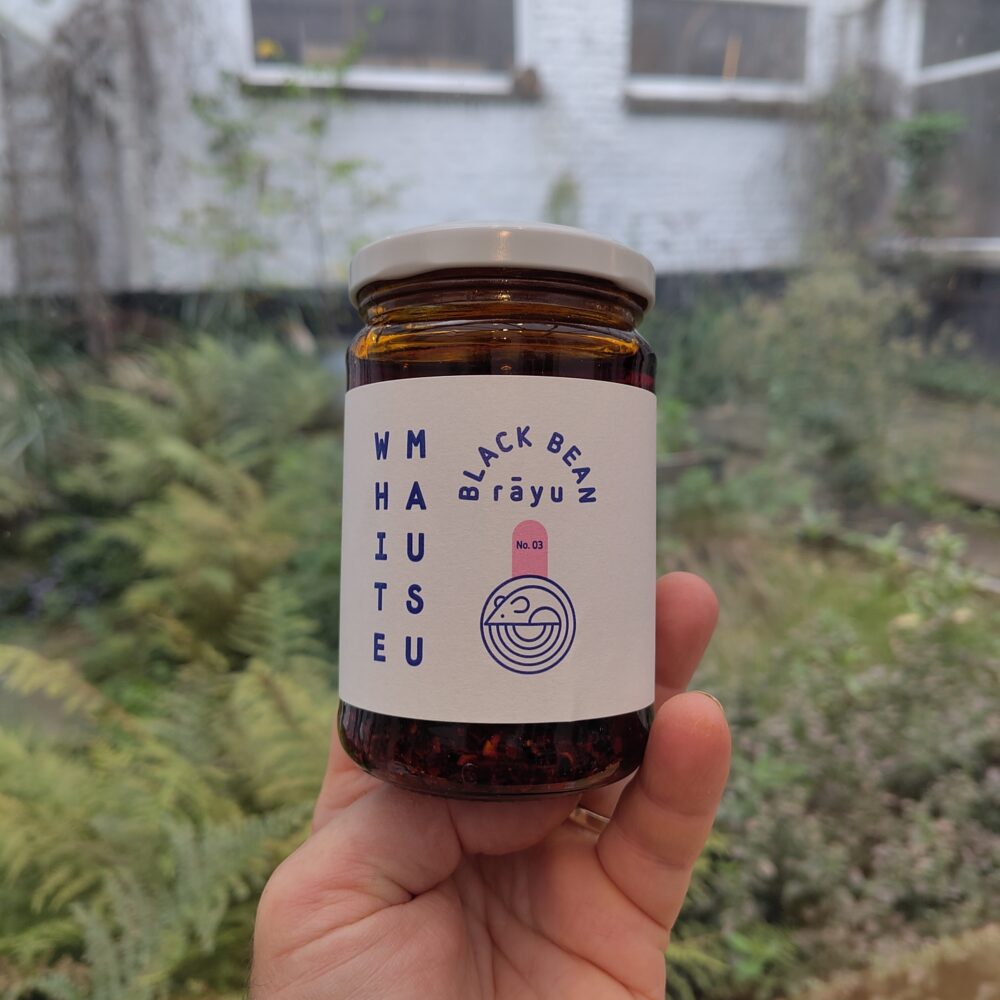 WHITE
MAUSU
BLACK BEAN
rāyu
No. 03